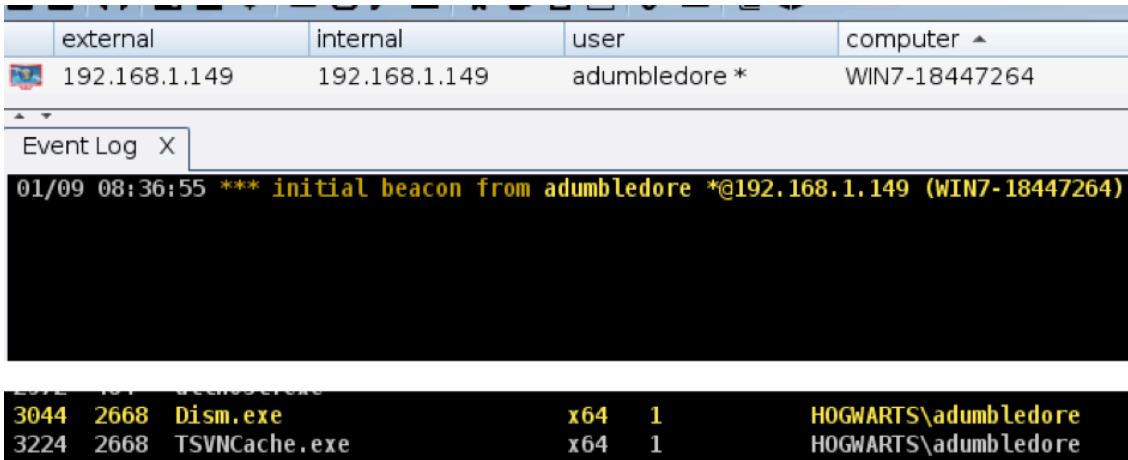 external internal user computer
192.168.1.149 192.168.1.149 adumbledore * WIN7-18447264
Event Log X
01/09 08:36:55 *** initial beacon from adumbledore *@192.168.1.149 (WIN7-18447264)
3044 2668 Dism.exe x64 1 HOGWARTS\adumbledore
3224 2668 TSVNCache.exe x64 1 HOGWARTS\adumbledore